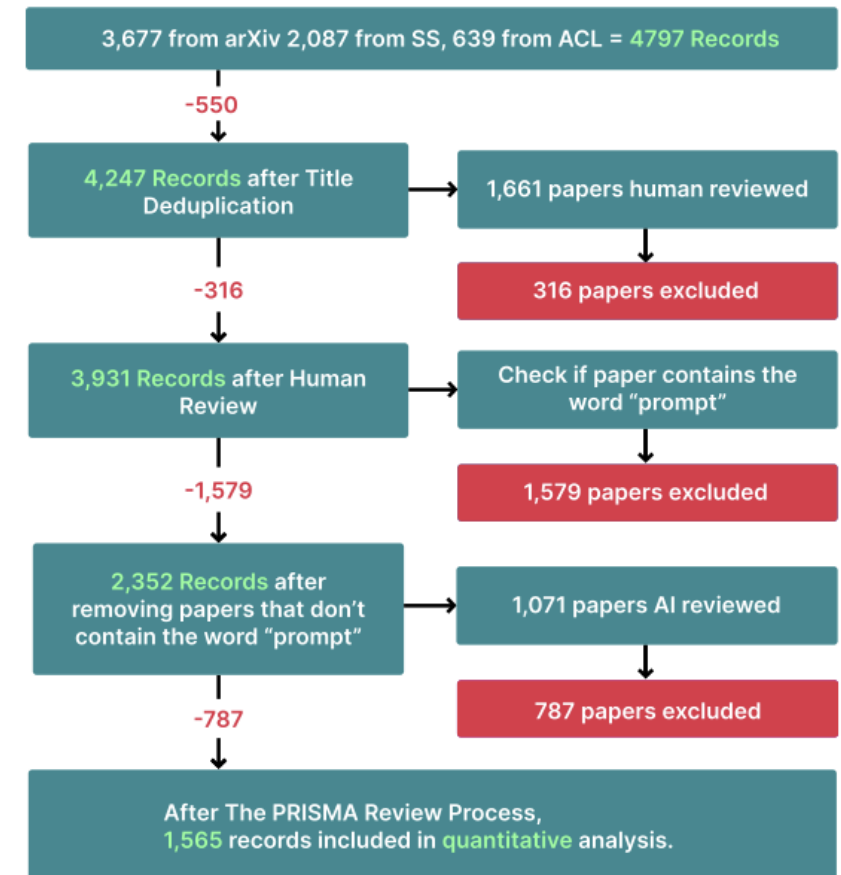 3,677 from arXiv 2,087 from SS, 639 from ACL = 4797 Records
-550
4,247 Records after Title
Deduplication
1,661 papers human reviewed
-316
316 papers excluded
3,931 Records after Human
Review
Check if paper contains the
word “prompt”
-1,579
1,579 papers excluded
2,352 Records after
removing papers that don’t
contain the word “prompt”
1,071 papers AI reviewed
-787
787 papers excluded
After The PRISMA Review Process,
1,565 records included in quantitative analysis.